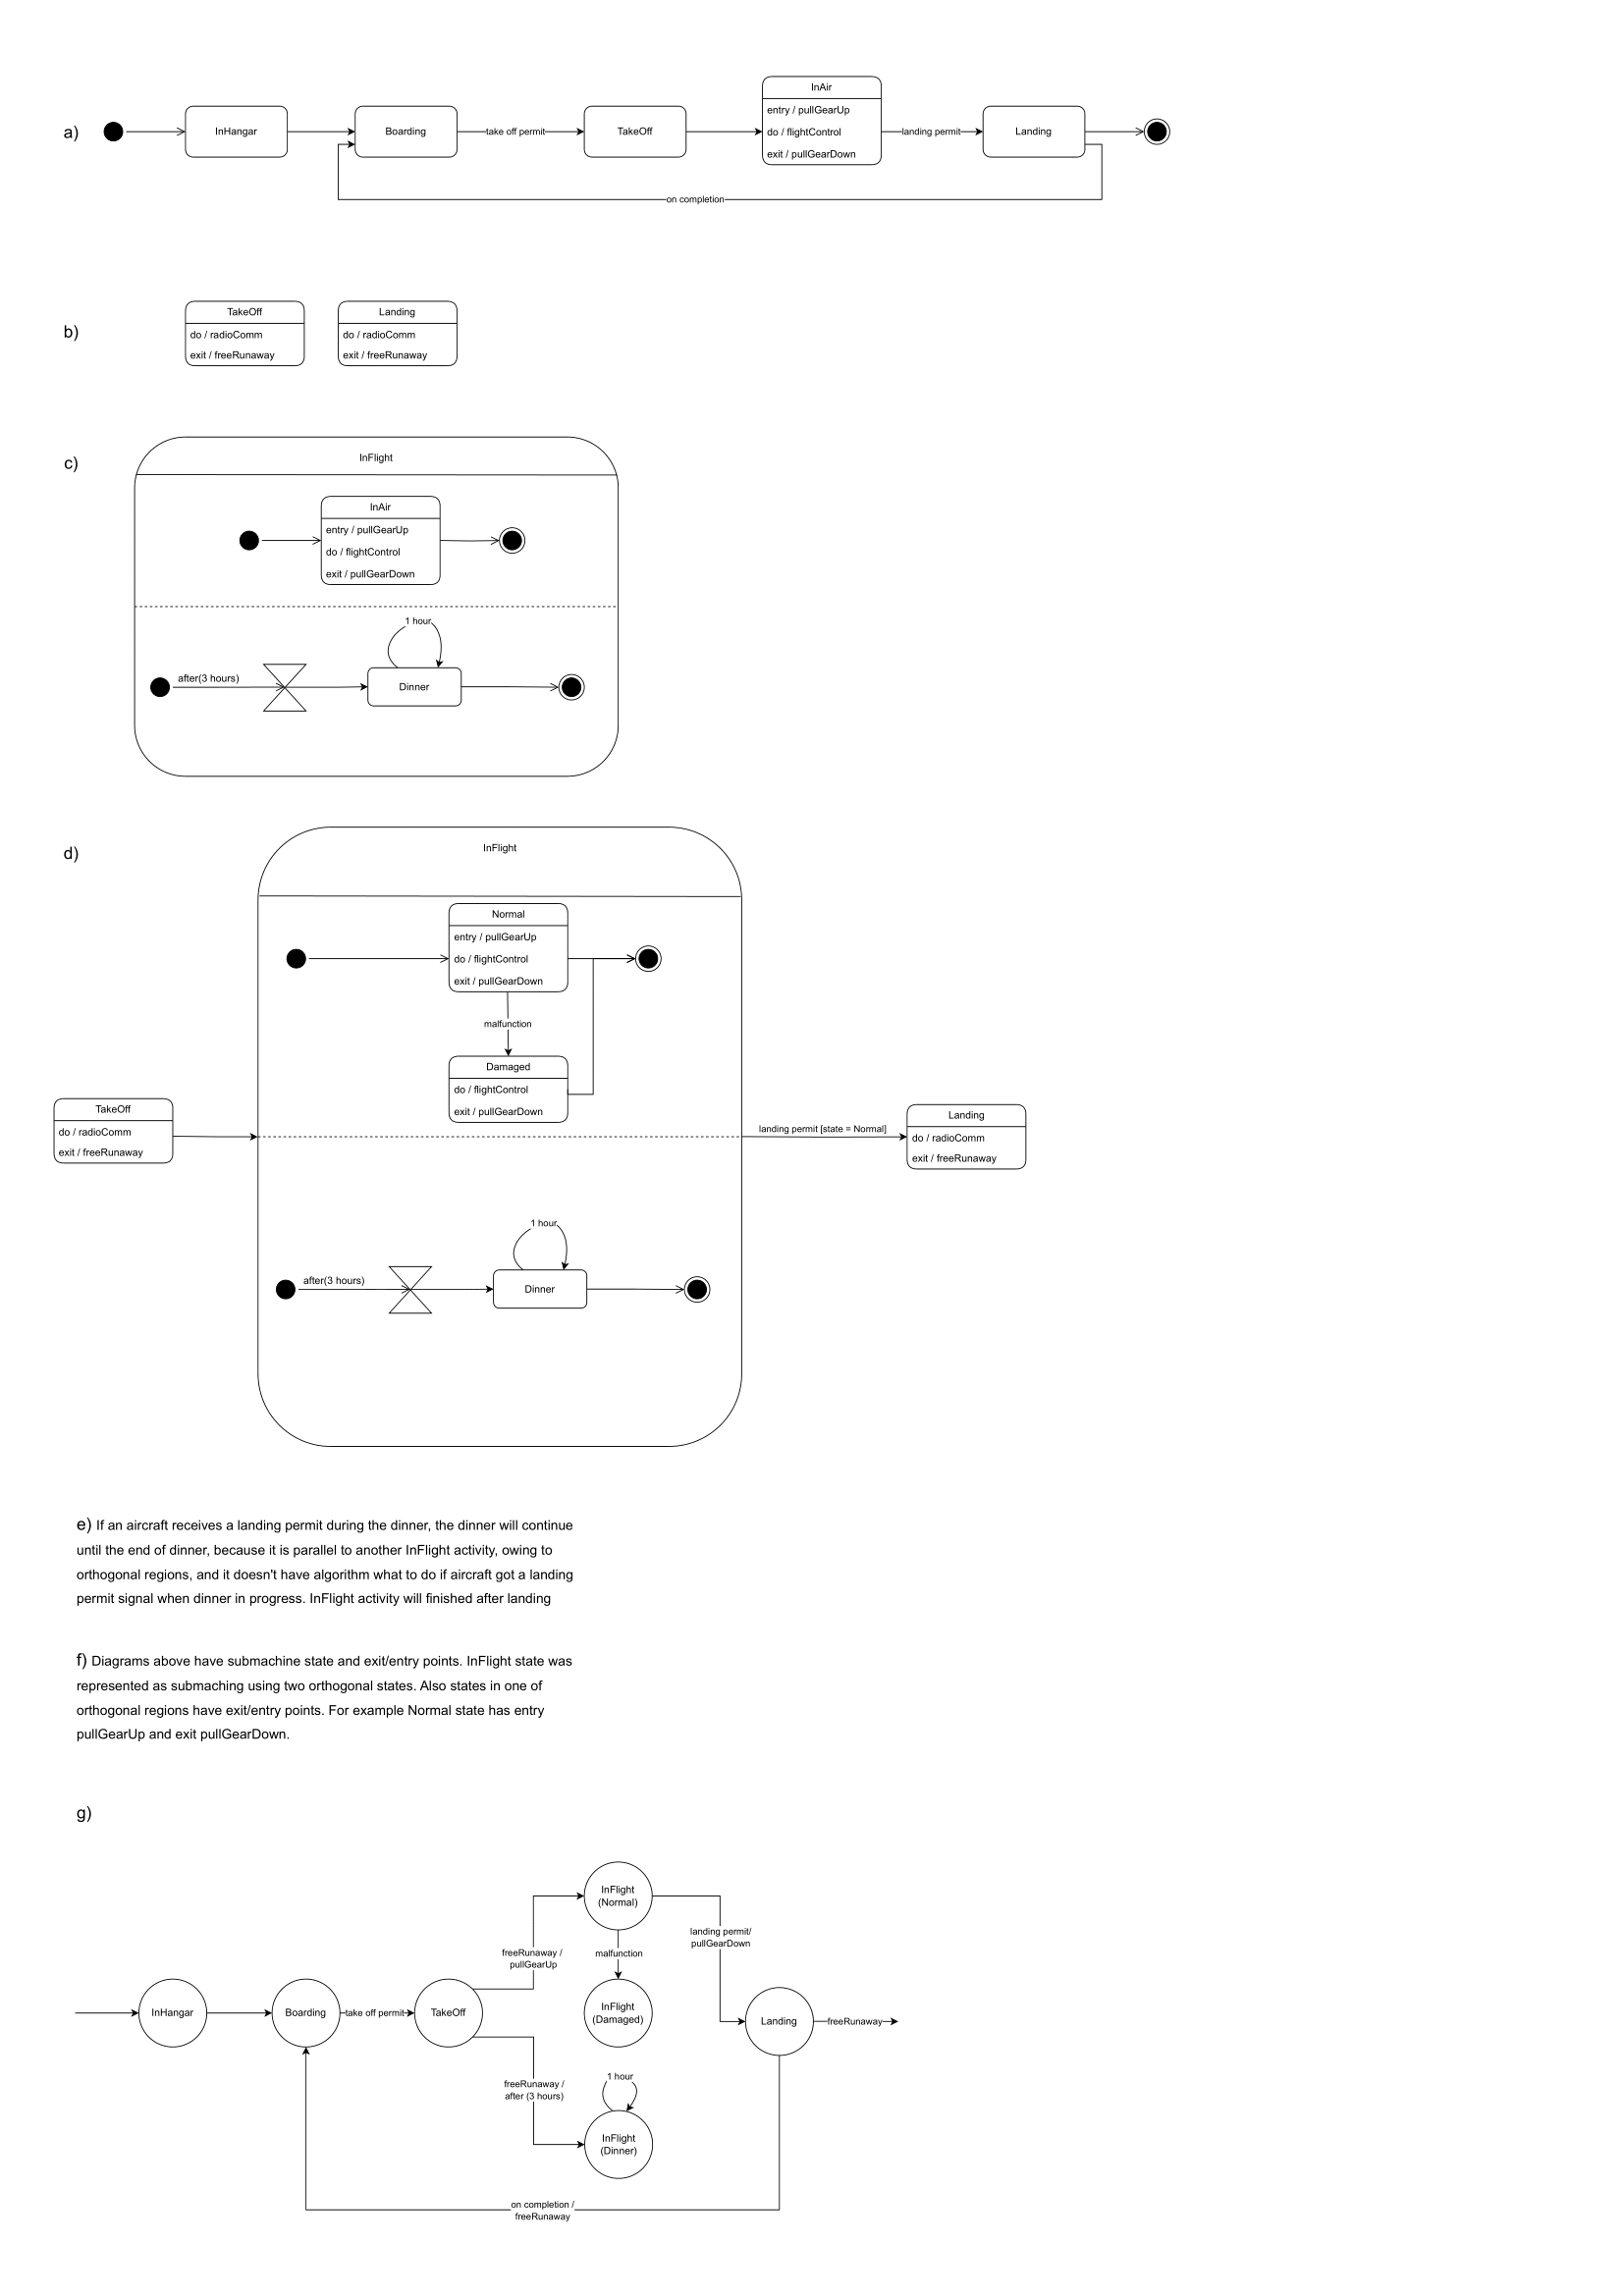 a)
InHangar
Boarding
take off permit
TakeOff
InAir
entry / pullGearUp
do / flightControl
exit / pullGearDown
landing permit
Landing
on completion
b)
TakeOff
do / radioComm
exit / freeRunaway
Landing
do / radioComm
exit / freeRunaway
c)
InFlight
InAir
entry / pullGearUp
do / flightControl
exit / pullGearDown
1 hour
after(3 hours)
Dinner
d)
InFlight
Normal
entry / pullGearUp
do / flightControl
exit / pullGearDown
malfunction
Damaged
do / flightControl
exit / pullGearDown
TakeOff
do / radioComm
exit / freeRunaway
landing permit [state = Normal]
Landing
do / radioComm
exit / freeRunaway
1 hour
after(3 hours)
Dinner
e) If an aircraft receives a landing permit during the dinner, the dinner will continue
until the end of dinner, because it is parallel to another InFlight activity, owing to
orthogonal regions, and it doesn't have algorithm what to do if aircraft got a landing
permit signal when dinner in progress. InFlight activity will finished after landing
f) Diagrams above have submachine state and exit/entry points. InFlight state was
represented as submaching using two orthogonal states. Also states in one of
orthogonal regions have exit/entry points. For example Normal state has entry
pullGearUp and exit pullGearDown.
g)
InFlight
(Normal)
landing permit/
pullGearDown
freeRunaway /
pullGearUp
malfunction
InHangar
Boarding
take off permit
TakeOff
InFlight
(Damaged)
Landing
freeRunaway
freeRunaway /
after (3 hours)
1 hour
InFlight
(Dinner)
on completion /
freeRunaway